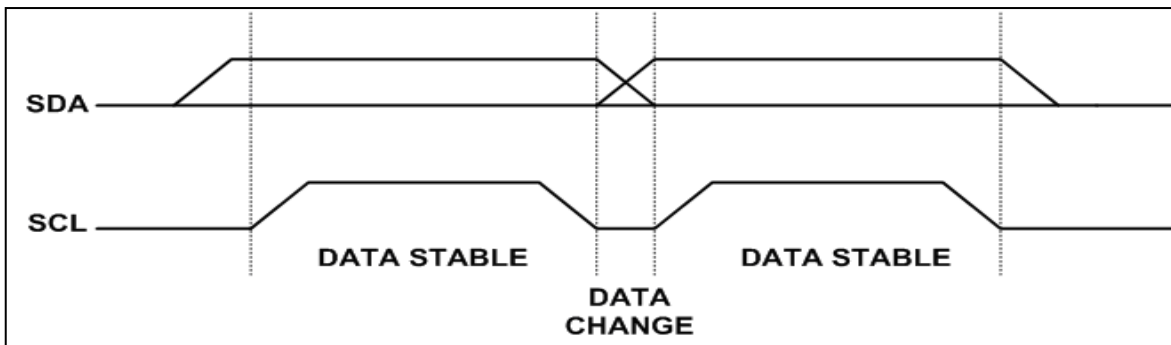 SDA
SCL
DATA STABLE
DATA STABLE
DATA
CHANGE